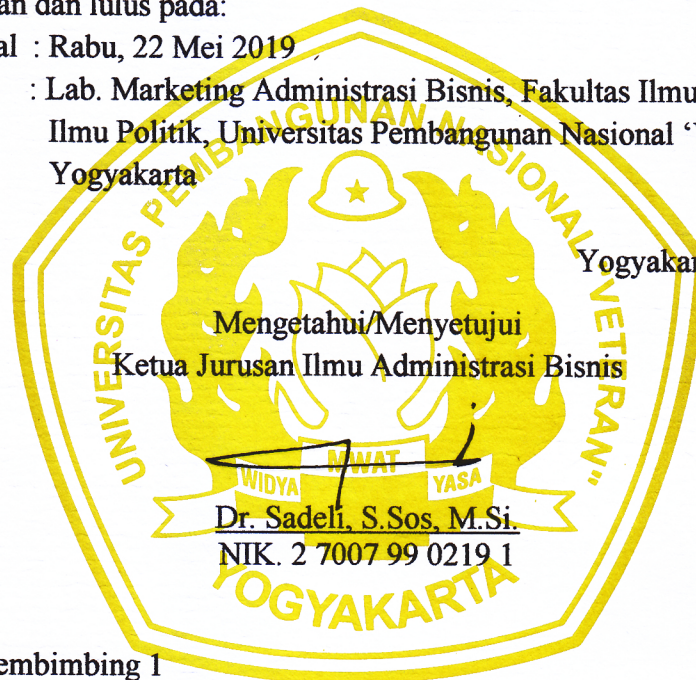 an dan lulus pada:
al : Rabu, 22 Mei 2019
: Lab. Marketing Administrasi Bisnis, Fakultas Ilmu
Ilmu Politik, Universitas Pembangunan Nasional "
Yogyakarta
UNIVERSITAS PEMBANGUNAN NASIONAL "VETERAN"
Yogyakar
Mengetahui/Menyetujui
Ketua Jurusan Ilmu Administrasi Bisnis
WIDYA MWAT YASA
Dr. Sadeli, S.Sos, M.Si.
NIK. 2 7007 99 0219 1
YOGYAKARTA
embimbing 1